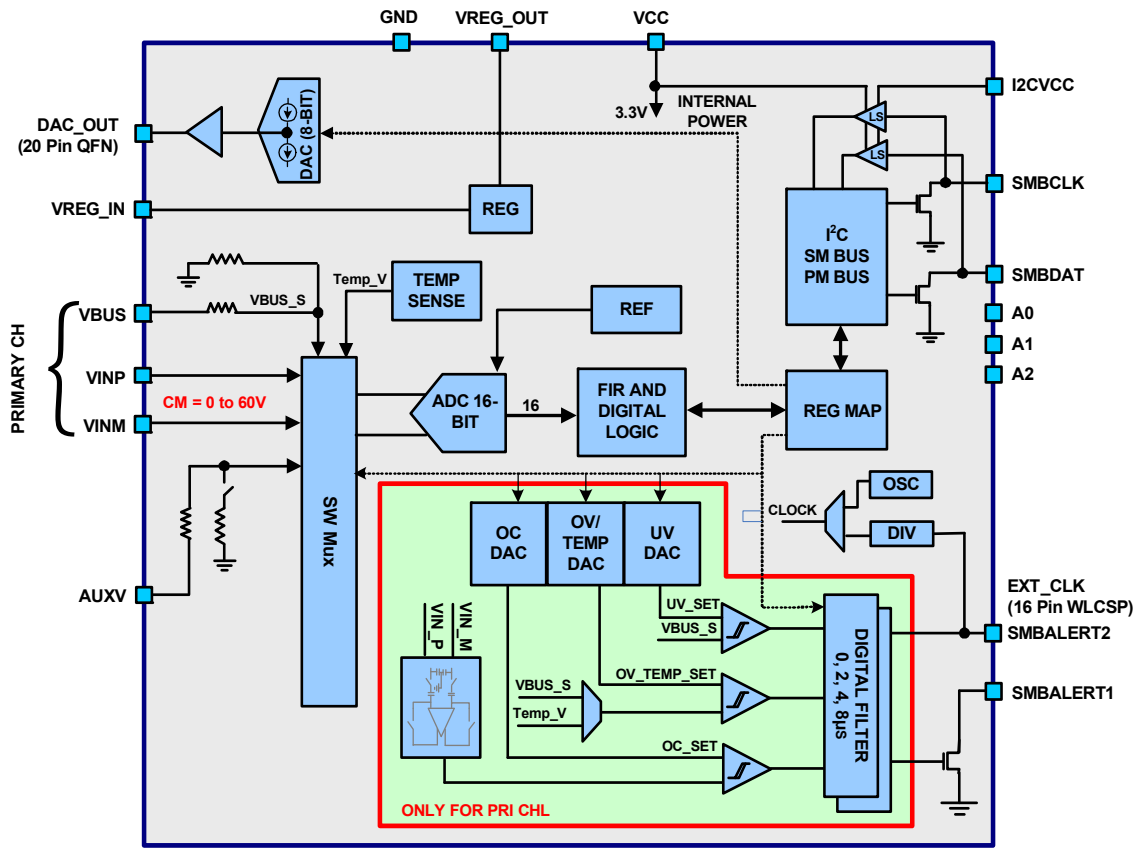 GND
VREG_OUT
VCC
I2CVCC
3.3V
INTERNAL
POWER
LS
LS
DAC_OUT
(20 Pin QFN)
DAC (8-BIT)
VREG_IN
REG
SMBCLK
I²C
SM BUS
PM BUS
SMBDAT
A0
A1
A2
PRIMARY CH
VBUS
VBUS_S
Temp_V
TEMP
SENSE
REF
VINP
CM = 0 to 60V
VINM
ADC 16-
BIT
16
FIR AND
DIGITAL
LOGIC
REG MAP
SW Mux
AUXV
OSC
CLOCK
DIV
OC
DAC
OV/
TEMP
DAC
UV
DAC
EXT_CLK
(16 Pin WLCSP)
SMBALERT2
SMBALERT1
UV_SET
VBUS_S
VIN_P
VIN_M
VBUS_S
Temp_V
OV_TEMP_SET
OC_SET
DIGITAL FILTER
0, 2, 4, 8µs
ONLY FOR PRI CHL